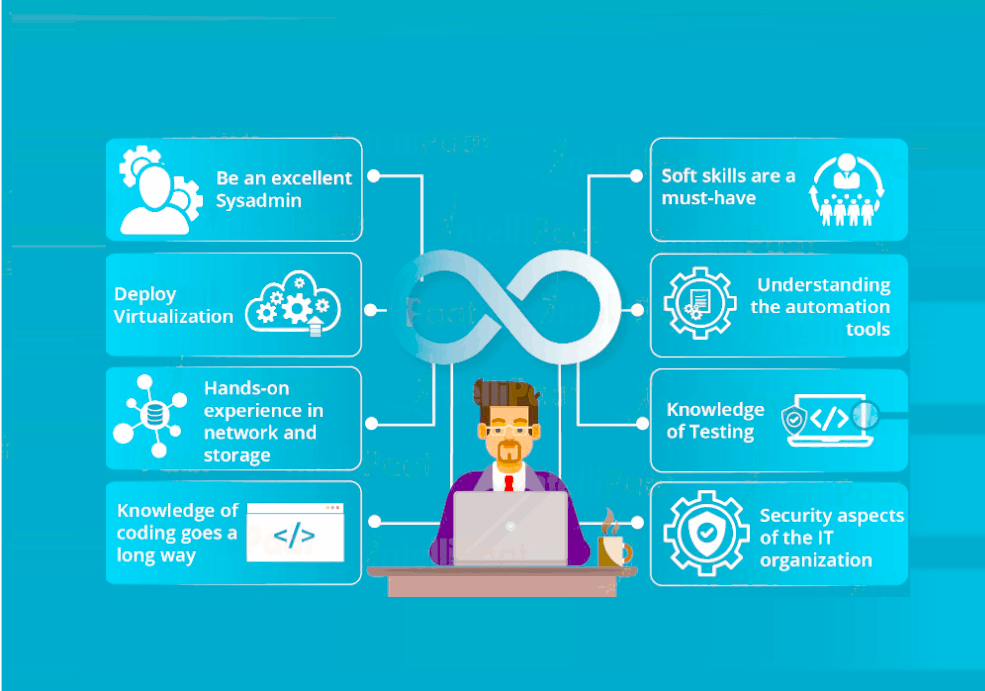 Be an excellent
Sysadmin
Deploy
Virtualization
Hands-on
experience in
network and
storage
Knowledge of
coding goes a
long way
</>
Soft skills are a
must-have
Understanding
the automation
tools
Knowledge
of Testing
</>
Security aspects
of the IT
organization